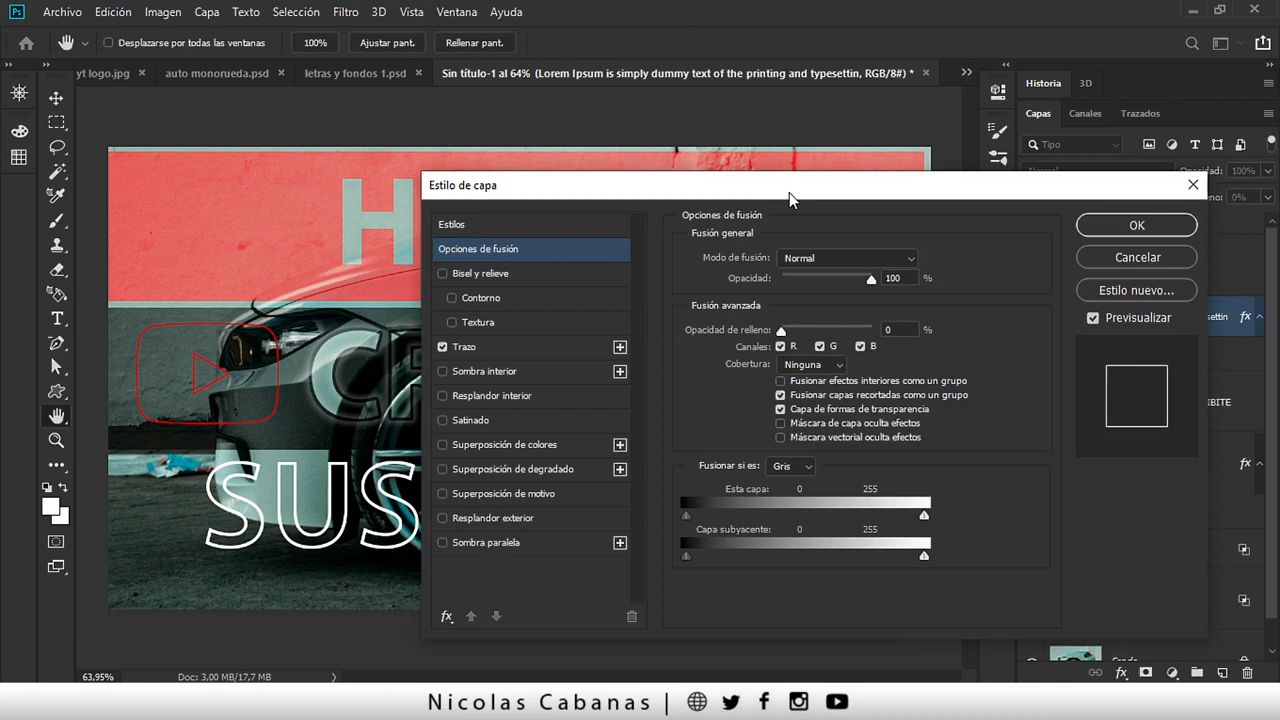 Ps Archivo Edición Imagen Capa Texto Selección Filtro 3D Vista Ventana Ayuda
Desplazarse por todas las ventanas 100% Ajustar pant. Rellenar pant.
yt logo.jpg × auto monorueda.psd × letras y fondos 1.psd × Sin título-1 al 64% (Lorem Ipsum is simply dummy text of the printing and typesettin, RGB/8#) * ×
Historia 3D
Capas Canales Trazados
Tipo
Normal Opacidad: 100%
0%
H
Estilo de capa
Estilos
Opciones de fusión
Bisel y relieve
Contorno
Textura
Trazo
Sombra interior
Resplandor interior
Satinado
Superposición de colores
Superposición de degradado
Superposición de motivo
Resplandor exterior
Sombra paralela
fx
Opciones de fusión
Fusión general
Modo de fusión: Normal
Opacidad: 100 %
Fusión avanzada
Opacidad de relleno: 0 %
Canales: R G B
Cobertura: Ninguna
Fusionar efectos interiores como un grupo
Fusionar capas recortadas como un grupo
Capa de formas de transparencia
Máscara de capa oculta efectos
Máscara vectorial oculta efectos
Fusionar si es: Gris
Esta capa: 0 255
Capa subyacente: 0 255
OK
Cancelar
Estilo nuevo...
Previsualizar
settin fx
IBITE
fx
SUS
63,95% Doc: 3,00 MB/17,7 MB
fx
Nicolas Cabanas |